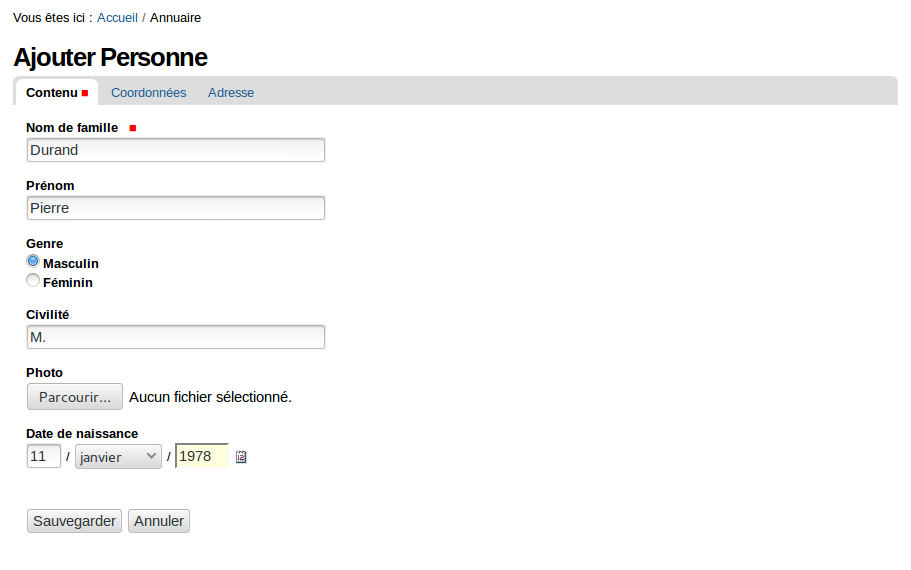 Vous êtes ici : Accueil / Annuaire
Ajouter Personne
Contenu Coordonnées Adresse
Nom de famille
Durand
Prénom
Pierre
Genre
Masculin
Féminin
Civilité
M.
Photo
Parcourir... Aucun fichier sélectionné.
Date de naissance
11 / janvier / 1978
Sauvegarder Annuler